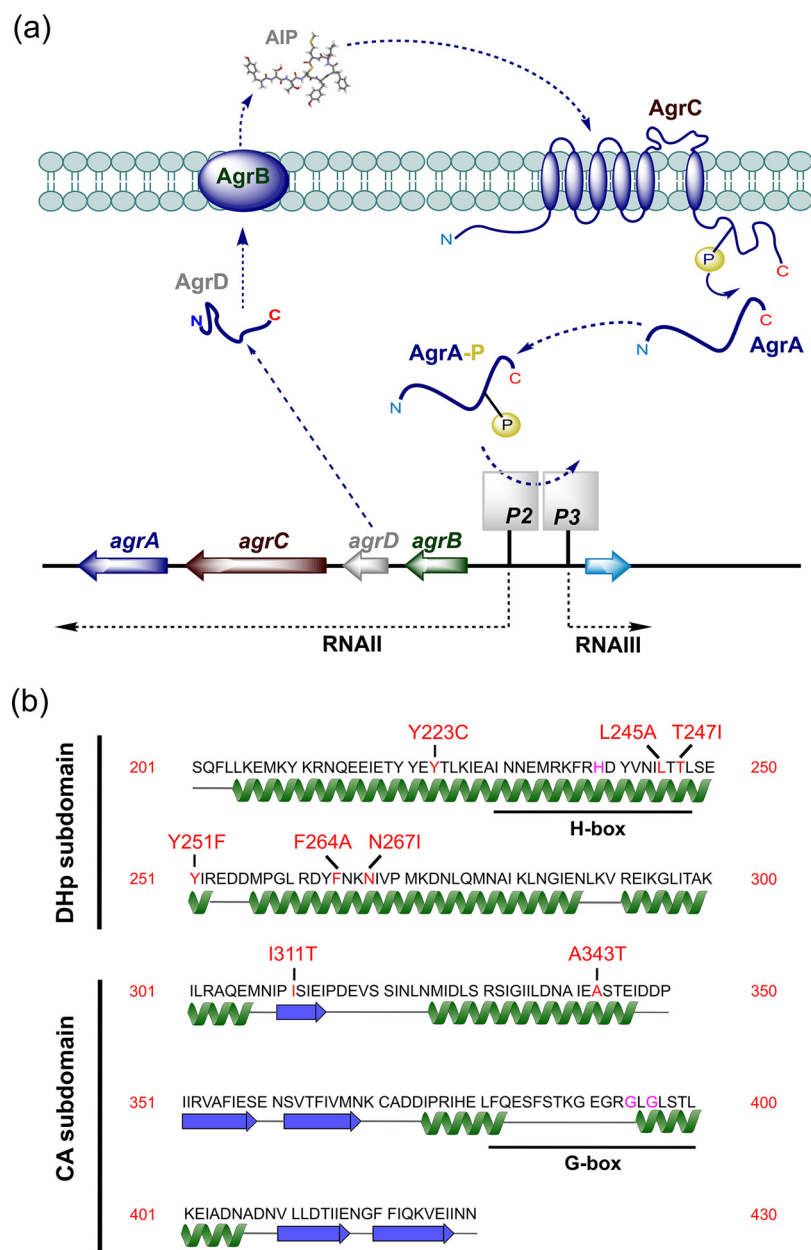 (a)
AIP
AgrC
AgrB
N
P
C
AgrD
N
C
C
AgrA
N
AgrA-P
C
N
P
P2
P3
agrA
agrC
agrD
agrB
RNAII
RNAIII
(b)
DHp subdomain
Y223C
L245A
T247I
201 SQFLLKEMKY KRNQEEIETY YEYTLKIEAI NNEMRKFRHD YVNILTTLSE 250
H-box
Y251F
F264A
N267I
251 YIREDDMPGL RDYFNKNIVP MKDNLQMNAI KLNGIENLKV REIKGLITAK 300
CA subdomain
I311T
A343T
301 ILRAQEMNIP ISIEIPDEVS SINLNMIDLS RSIGIILDNA IEASTEIDDP 350
351 IIRVAFIESE NSVTFIVMNK CADDIPRIHE LFQESFSTKG EGRGLGLSTL 400
G-box
401 KEIADNADNV LLDTIIENGF FIQKVEIINN 430